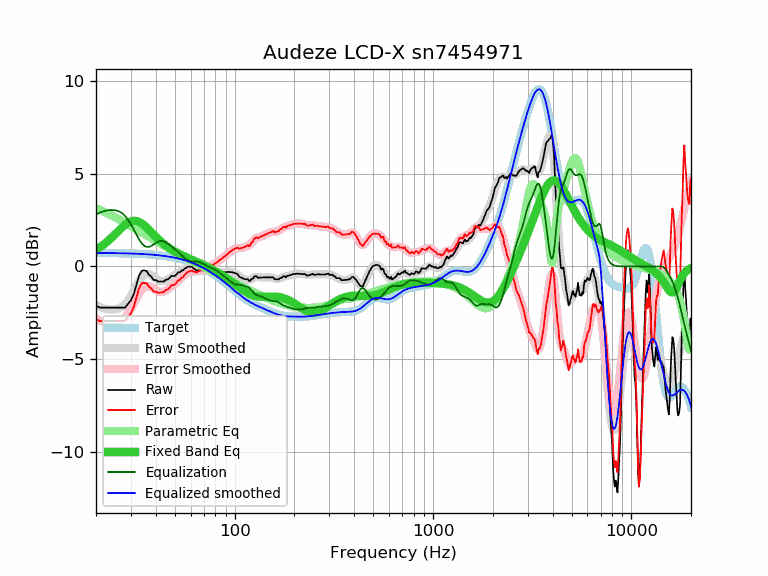 Audeze LCD-X sn7454971
10
5
0
−5
−10
Amplitude (dBr)
Target
Raw Smoothed
Error Smoothed
Raw
Error
Parametric Eq
Fixed Band Eq
Equalization
Equalized smoothed
100
1000
10000
Frequency (Hz)